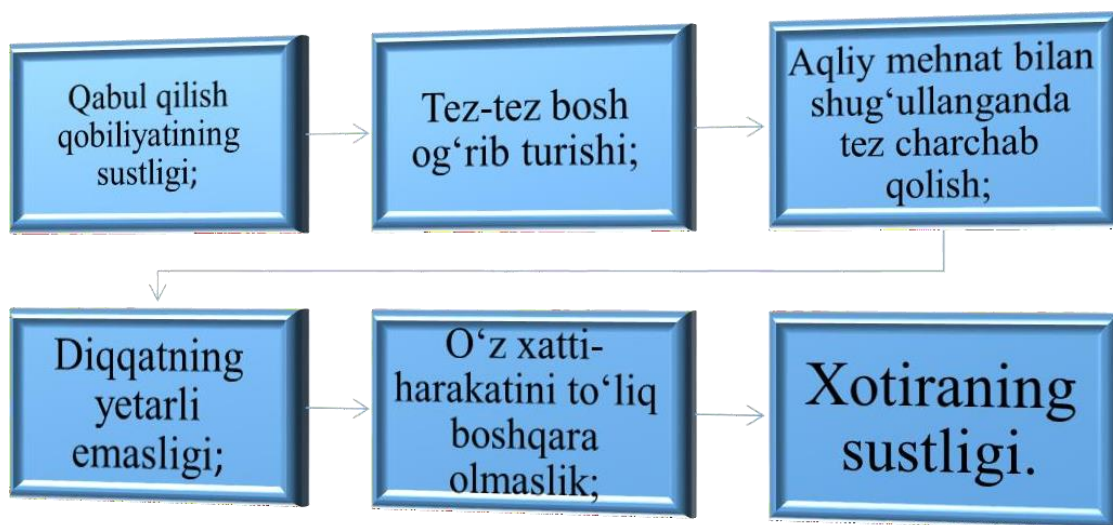 Qabul qilish
qobiliyatining
sustligi;
Tez-tez bosh
og‘rib turishi;
Aqliy mehnat bilan
shug‘ullanganda
tez charchab
qolish;
Diqqatning
yetarli
emasligi;
O‘z xatti-
harakatini to‘liq
boshqara
olmaslik;
Xotiraning
sustligi.